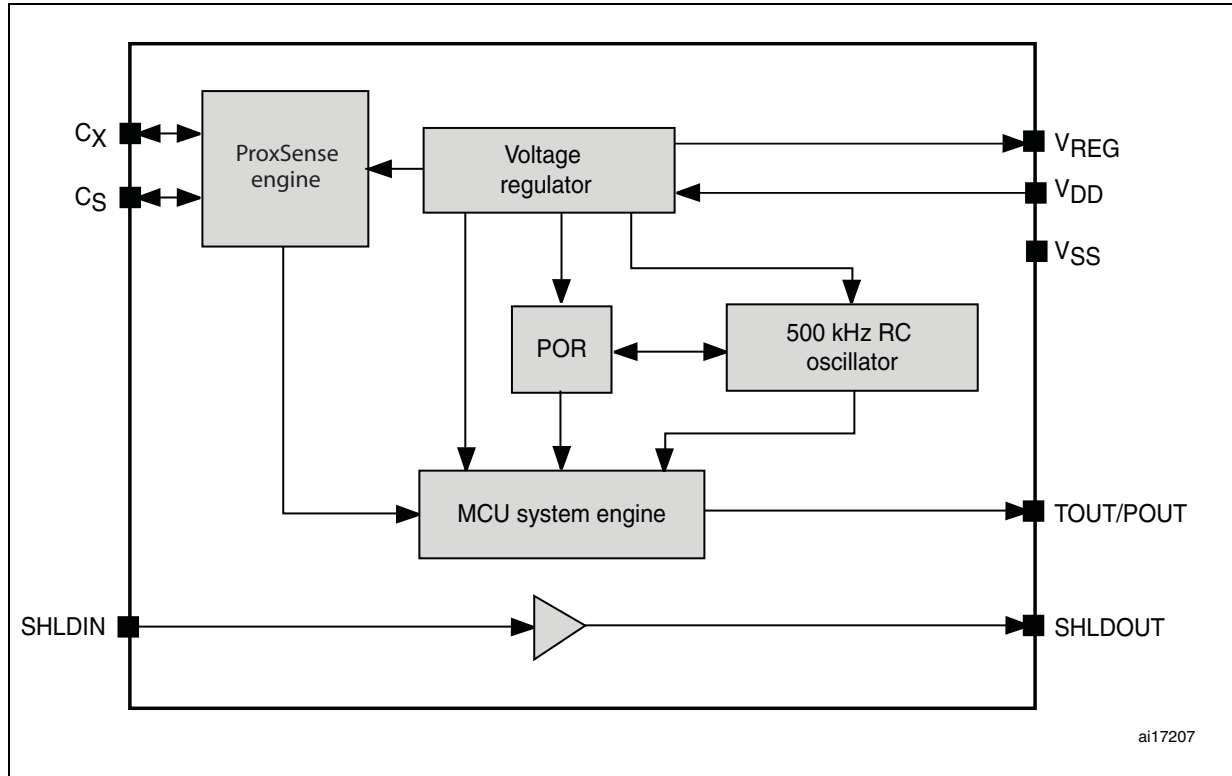 CX
CS
ProxSense
engine
Voltage
regulator
VREG
VDD
VSS
POR
500 kHz RC
oscillator
MCU system engine
TOUT/POUT
SHLDIN
SHLDOUT
ai17207